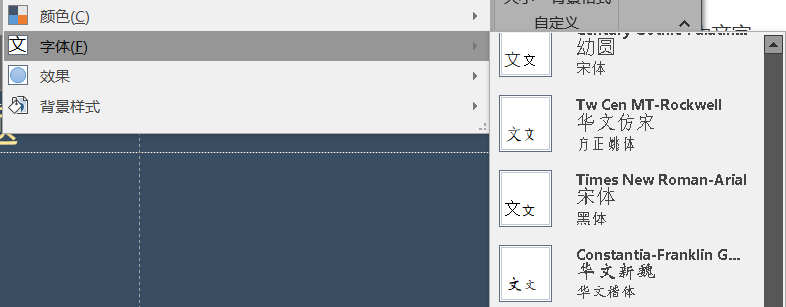 颜色(C)
字体(F)
效果
背景样式
自定义
幼圆
宋体
文文
Tw Cen MT-Rockwell
华文仿宋
方正姚体
文文
Times New Roman-Arial
宋体
黑体
文文
Constantia-Franklin G...
华文新魏
华文楷体
文文